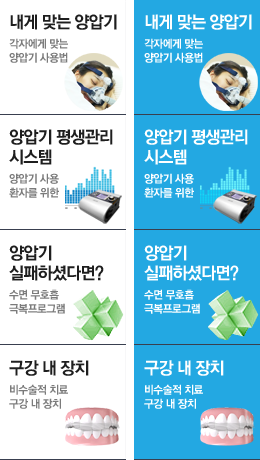 내게 맞는 양압기
각자에게 맞는
양압기 사용법
양압기 평생관리
시스템
양압기 사용
환자를 위한
양압기
실패하셨다면?
수면 무호흡
극복프로그램
구강 내 장치
비수술적 치료
구강 내 장치
내게 맞는 양압기
각자에게 맞는
양압기 사용법
양압기 평생관리
시스템
양압기 사용
환자를 위한
양압기
실패하셨다면?
수면 무호흡
극복프로그램
구강 내 장치
비수술적 치료
구강 내 장치